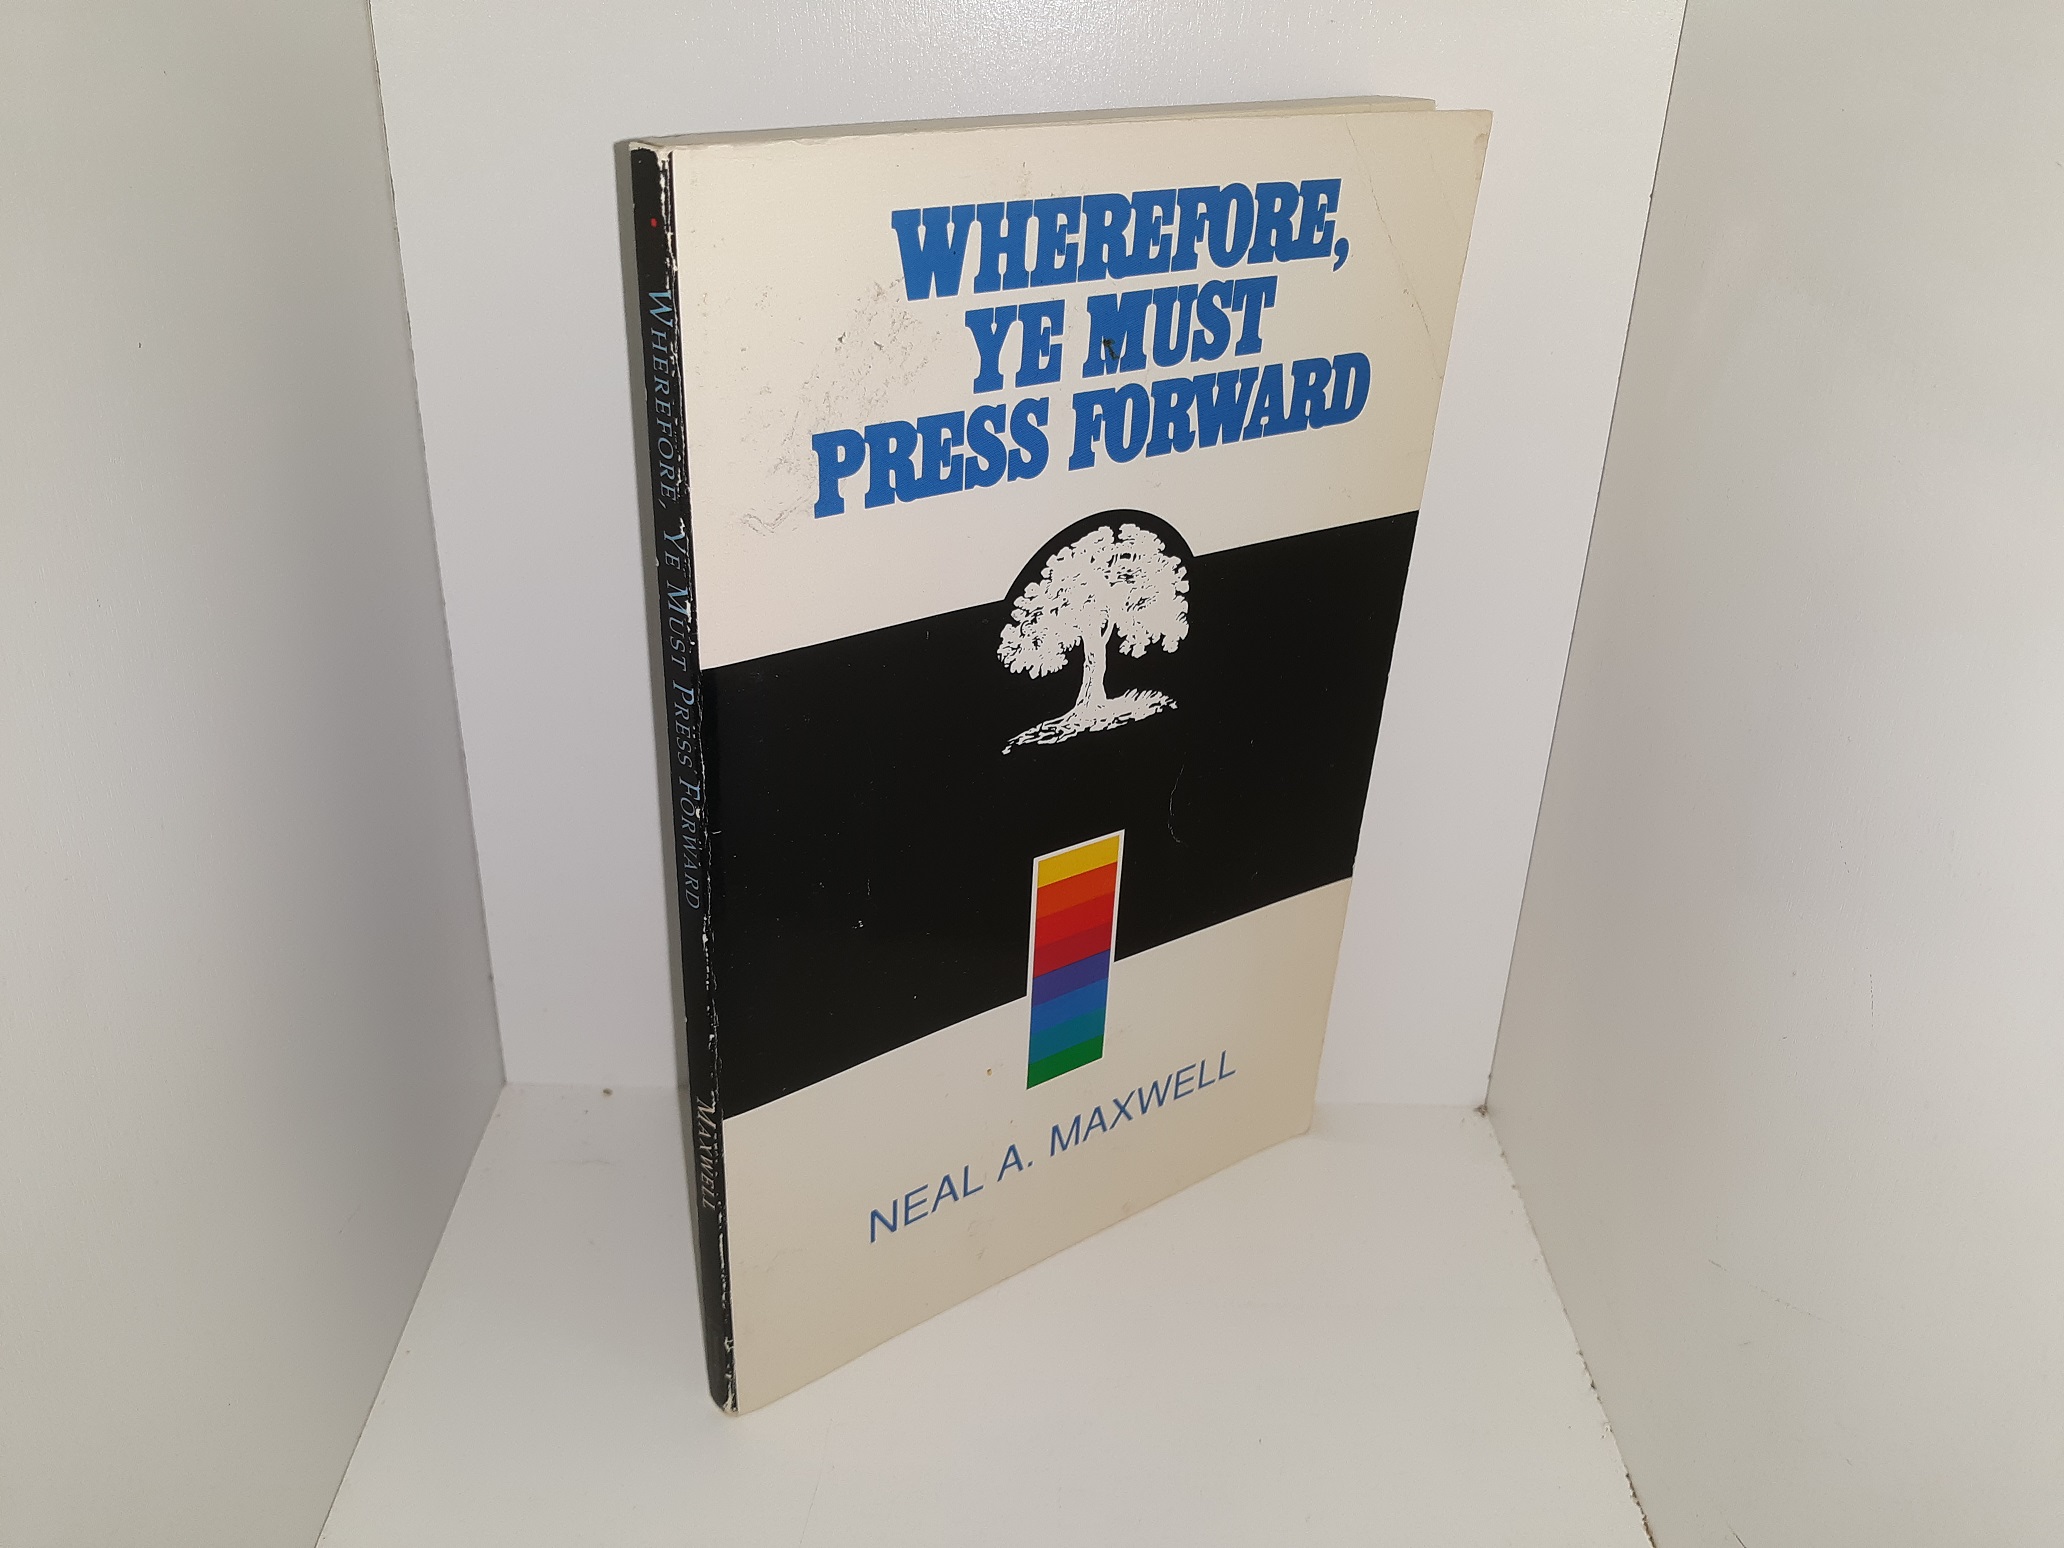 WHEREFORE,
YE MUST
PRESS FORWARD
NEAL A. MAXWELL
WHEREFORE, YE MUST PRESS FORWARD
MAXWELL